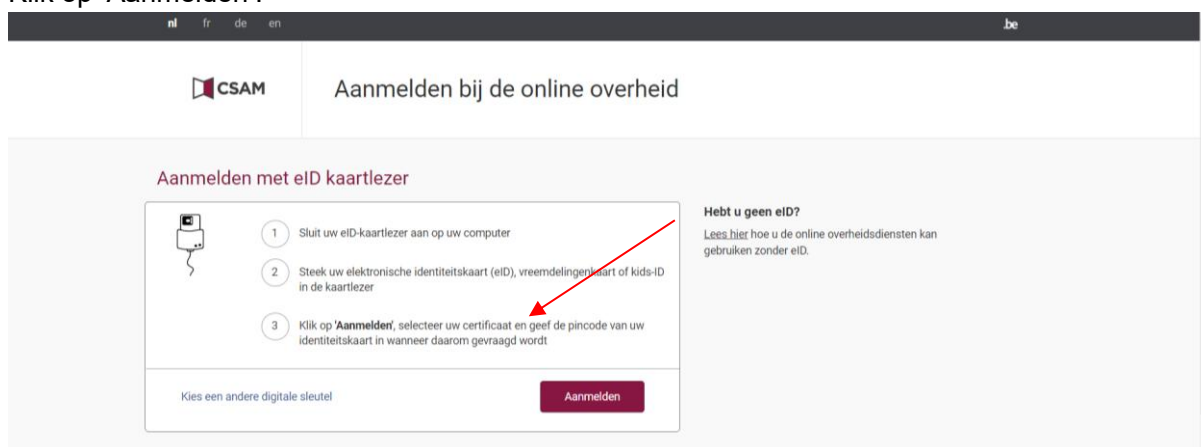 Klik op 'Aanmelden'.
nl fr de en
.be
CSAM
Aanmelden bij de online overheid
Aanmelden met eID kaartlezer
1 Sluit uw eID-kaartlezer aan op uw computer
2 Steek uw elektronische identiteitskaart (eID), vreemdelingenkaart of kids-ID
in de kaartlezer
3 Klik op 'Aanmelden', selecteer uw certificaat en geef de pincode van uw
identiteitskaart in wanneer daarom gevraagd wordt
Kies een andere digitale sleutel
Aanmelden
Hebt u geen eID?
Lees hier hoe u de online overheidsdiensten kan
gebruiken zonder eID.